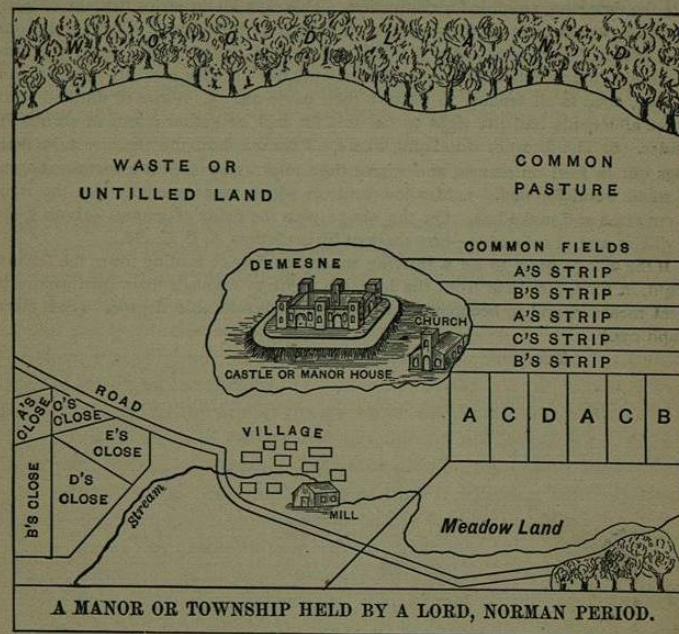 WOODLAND
WASTE OR
UNTILLED LAND
COMMON
PASTURE
COMMON FIELDS
A'S STRIP
B'S STRIP
A'S STRIP
C'S STRIP
B'S STRIP
DEMESNE
CHURCH
CASTLE OR MANOR HOUSE
A C D A C B
ROAD
A'S
CLOSE
C'S
CLOSE
E'S
CLOSE
B'S CLOSE
D'S
CLOSE
VILLAGE
Stream
MILL
Meadow Land
A MANOR OR TOWNSHIP HELD BY A LORD, NORMAN PERIOD.